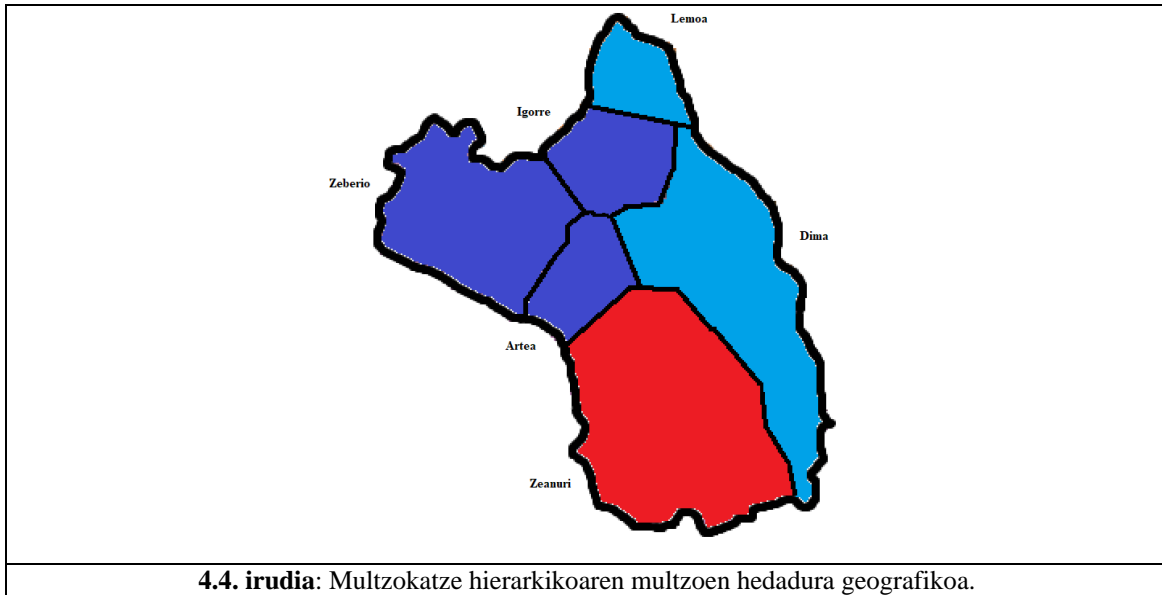 Lemoa
Igorre
Zeberio
Dima
Artea
Zeanuri
4.4. irudia: Multzokatze hierarkikoaren multzoen hedadura geografikoa.